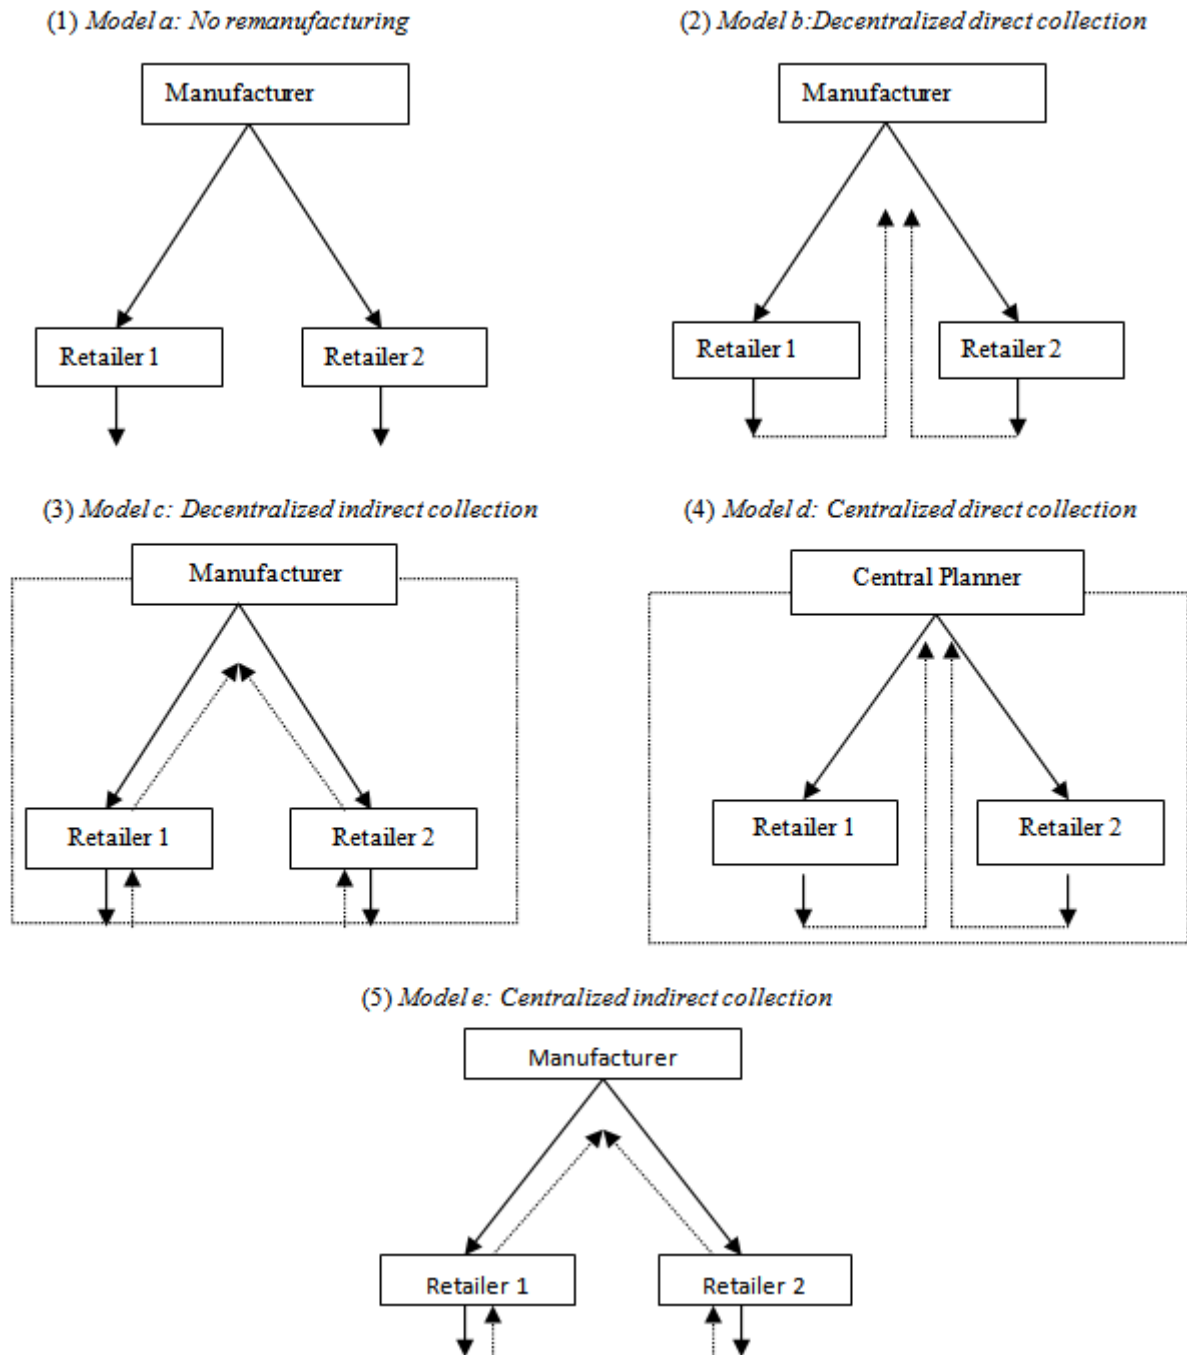 (1) Model a: No remanufacturing
(2) Model b:Decentralized direct collection
Manufacturer
Manufacturer
Retailer 1
Retailer 2
Retailer 1
Retailer 2
(3) Model c: Decentralized indirect collection
(4) Model d: Centralized direct collection
Manufacturer
Central Planner
Retailer 1
Retailer 2
Retailer 1
Retailer 2
(5) Model e: Centralized indirect collection
Manufacturer
Retailer 1
Retailer 2